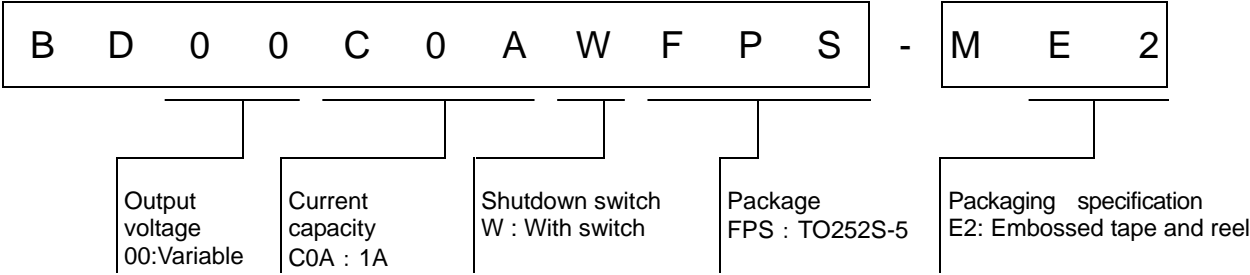 B D 0 0 C 0 A W F P S - M E 2
Output
voltage
00:Variable
Current
capacity
C0A：1A
Shutdown switch
W : With switch
Package
FPS：TO252S-5
Packaging specification
E2: Embossed tape and reel